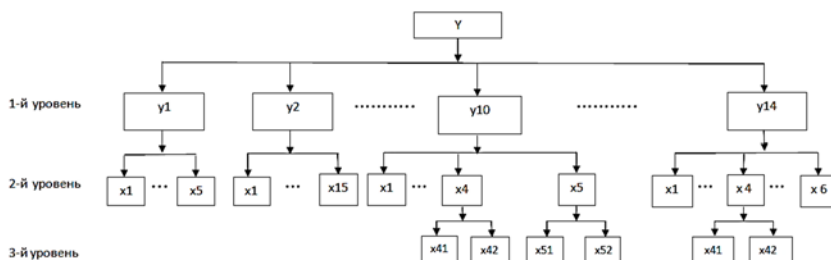 Y
1-й уровень y1 y2 ........... y10 ........... y14
2-й уровень x1 ... x5 x1 ... x15 x1 ... x4 x5 x1 ... x 4 ... x 6
3-й уровень x41 x42 x51 x52 x41 x42